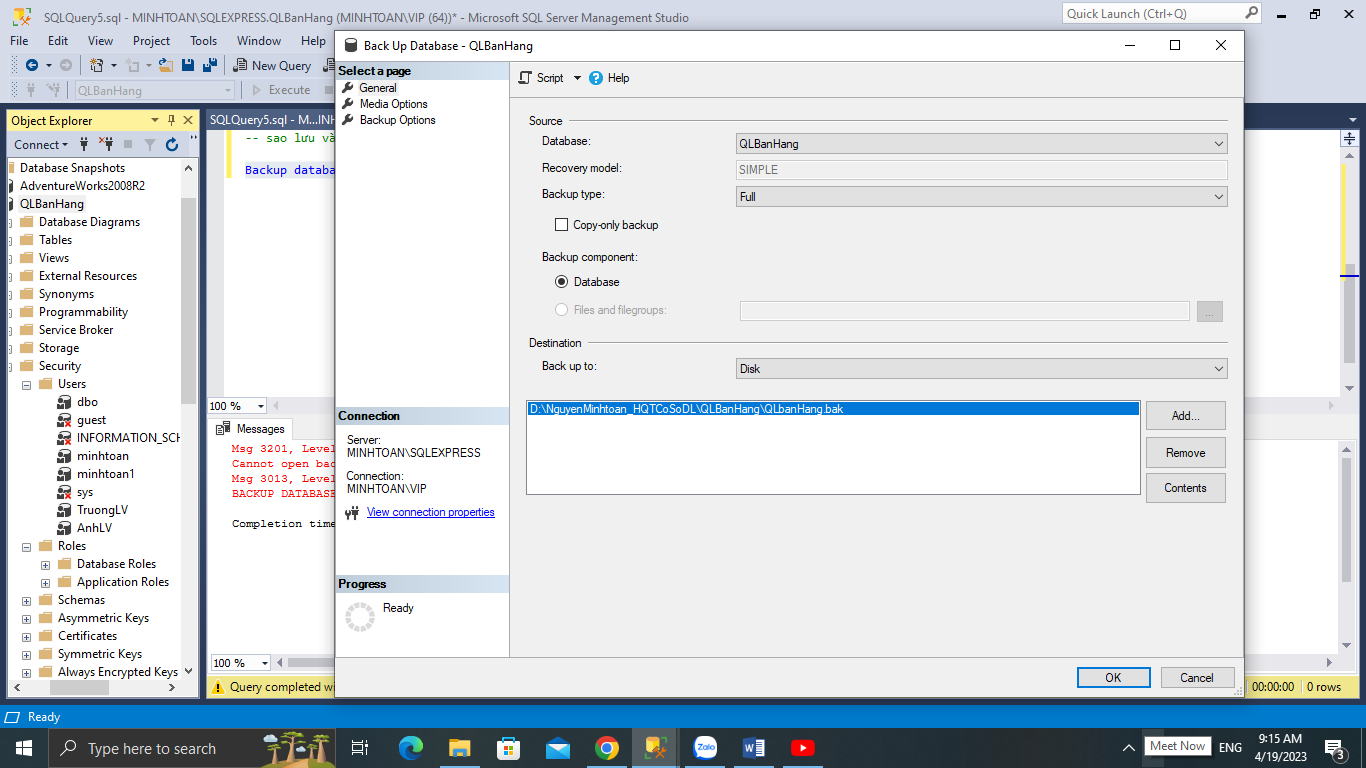 SQLQuery5.sql - MINHTOAN\SQLEXPRESS.QLBanHang (MINHTOAN\VIP (64))* - Microsoft SQL Server Management Studio
Quick Launch (Ctrl+Q)
File Edit View Project Tools Window Help
New Query
QLBanHang
Execute
Object Explorer
Connect
Database Snapshots
AdventureWorks2008R2
QLBanHang
Database Diagrams
Tables
Views
External Resources
Synonyms
Programmability
Service Broker
Storage
Security
Users
dbo
guest
INFORMATION_SCH
minhtoan
minhtoan1
sys
TruongLV
AnhLV
Roles
Database Roles
Application Roles
Schemas
Asymmetric Keys
Certificates
Symmetric Keys
Always Encrypted Keys
SQLQuery5.sql - M...INH
-- sao lưu và
Backup databa
100 %
Messages
Msg 3201, Level
Cannot open bac
Msg 3013, Level
BACKUP DATABASE
Completion time
100 %
Query completed wi
00:00:00
0 rows
Back Up Database - QLBanHang
Select a page
General
Media Options
Backup Options
Connection
Server:
MINHTOAN\SQLEXPRESS
Connection:
MINHTOAN\VIP
View connection properties
Progress
Ready
Script
Help
Source
Database:
QLBanHang
Recovery model:
SIMPLE
Backup type:
Full
Copy-only backup
Backup component:
Database
Files and filegroups:
...
Destination
Back up to:
Disk
D:\NguyenMinhtoan_HQTCoSoDL\QLBanHang\QLbanHang.bak
Add...
Remove
Contents
OK
Cancel
Ready
Type here to search
Zalo
W
Meet Now
ENG
9:15 AM
4/19/2023
3